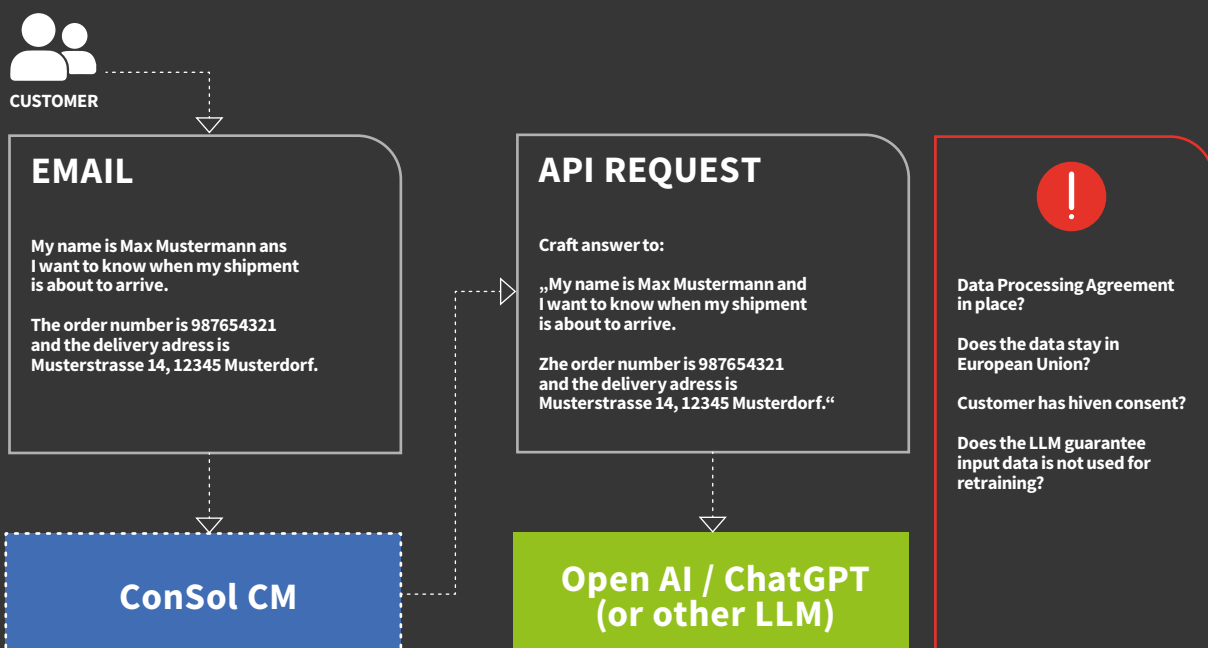 CUSTOMER
EMAIL
My name is Max Mustermann ans
I want to know when my shipment
is about to arrive.
The order number is 987654321
and the delivery adress is
Musterstrasse 14, 12345 Musterdorf.
ConSol CM
API REQUEST
Craft answer to:
„My name is Max Mustermann and
I want to know when my shipment
is about to arrive.
Zhe order number is 987654321
and the delivery adress is
Musterstrasse 14, 12345 Musterdorf.“
Open AI / ChatGPT
(or other LLM)
!
Data Processing Agreement
in place?
Does the data stay in
European Union?
Customer has hiven consent?
Does the LLM guarantee
input data is not used for
retraining?